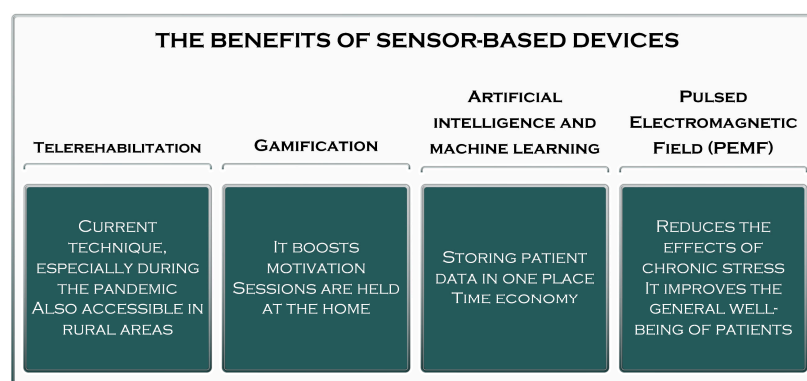 THE BENEFITS OF SENSOR-BASED DEVICES
TELEREHABILITATION
CURRENT
TECHNIQUE,
ESPECIALLY DURING
THE PANDEMIC
ALSO ACCESSIBLE IN
RURAL AREAS
GAMIFICATION
IT BOOSTS
MOTIVATION
SESSIONS ARE HELD
AT THE HOME
ARTIFICIAL
INTELLIGENCE AND
MACHINE LEARNING
STORING PATIENT
DATA IN ONE PLACE
TIME ECONOMY
PULSED
ELECTROMAGNETIC
FIELD (PEMF)
REDUCES THE
EFFECTS OF
CHRONIC STRESS
IT IMPROVES THE
GENERAL WELL-
BEING OF PATIENTS